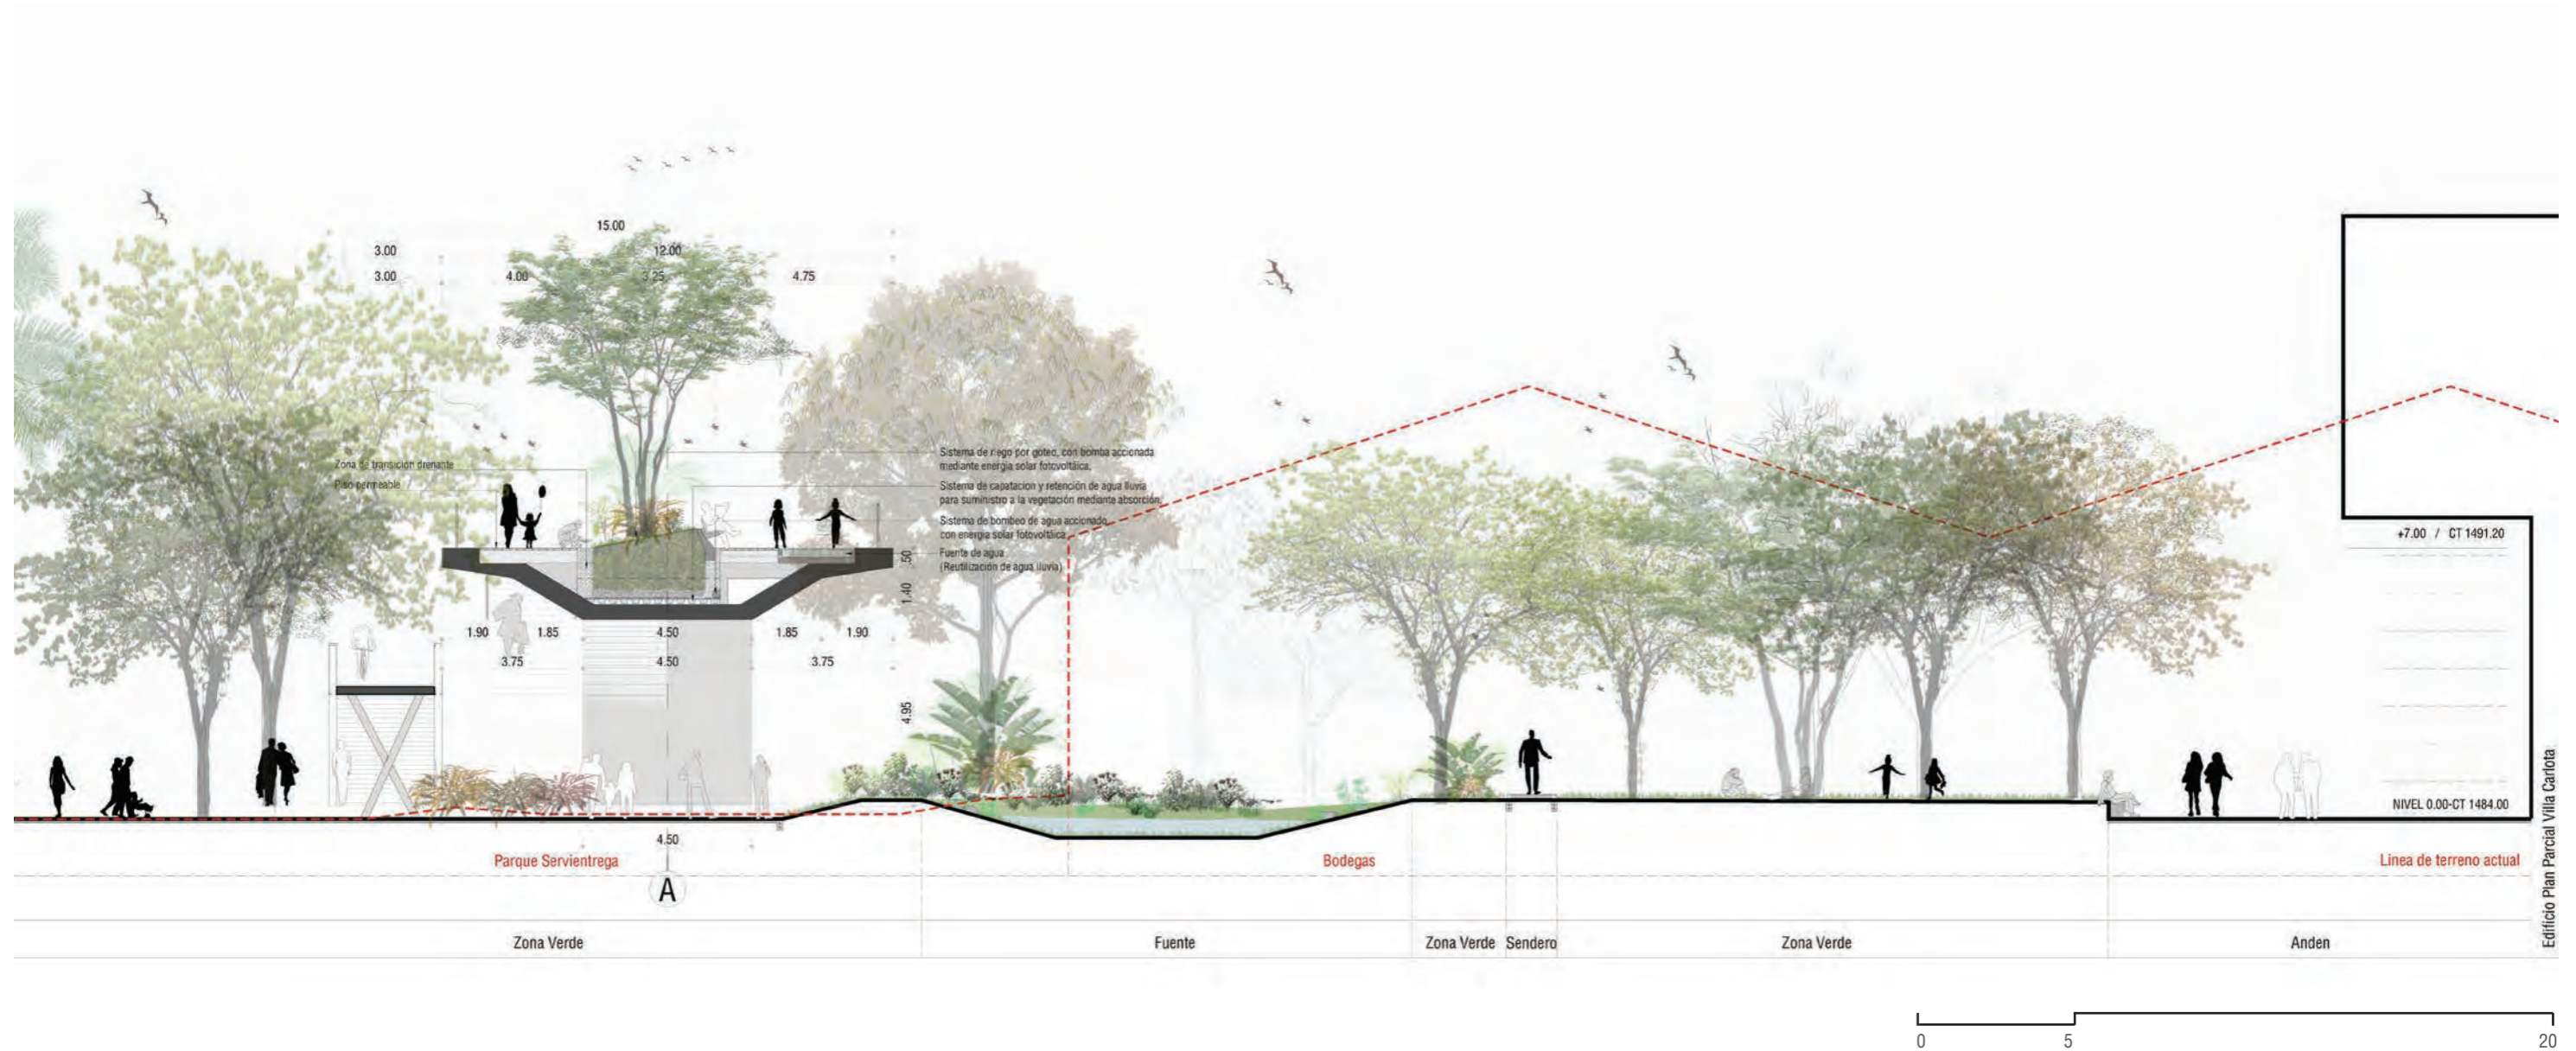 15.00
3.00
12.00
3.00
4.00
3.25
4.75
Zona de transición drenante
Piso permeable
Sistema de riego por goteo, con bomba accionada
mediante energía solar fotovoltáica.
Sistema de capatacion y retención de agua lluvia
para suministro a la vegetación mediante absorción.
Sistema de bombeo de agua accionado
con energía solar fotovoltáica
Fuente de agua
(Reutilización de agua lluvia)
.50
1.40
4.95
1.90
1.85
4.50
1.85
1.90
3.75
4.50
3.75
+7.00 / CT 1491.20
NIVEL 0.00-CT 1484.00
Edificio Plan Parcial Villa Carlota
4.50
Parque Servientrega
Bodegas
Linea de terreno actual
A
Zona Verde
Fuente
Zona Verde
Sendero
Zona Verde
Anden
0
5
20